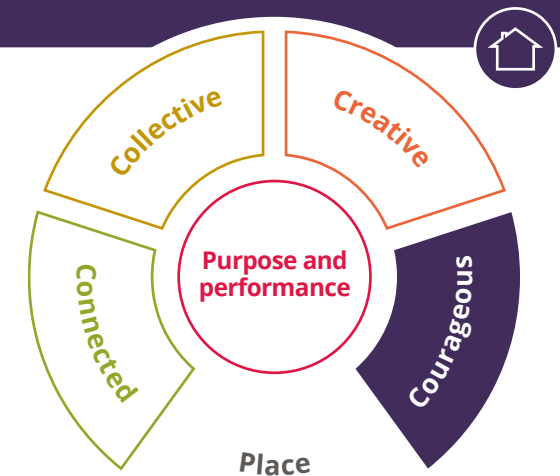 Collective
Creative
Purpose and
performance
Connected
Courageous
Place